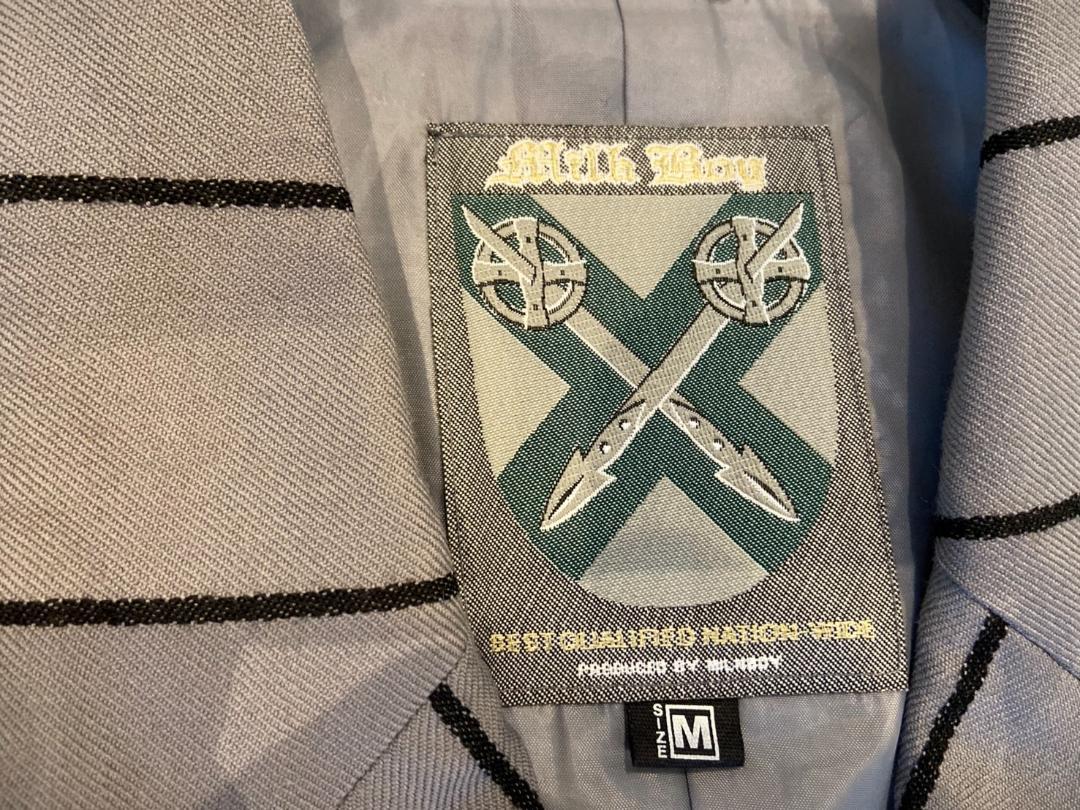 Milk Boy
BEST QUALIFIED NATION-WIDE
PRODUCED BY MILKBOY
SIZE
M